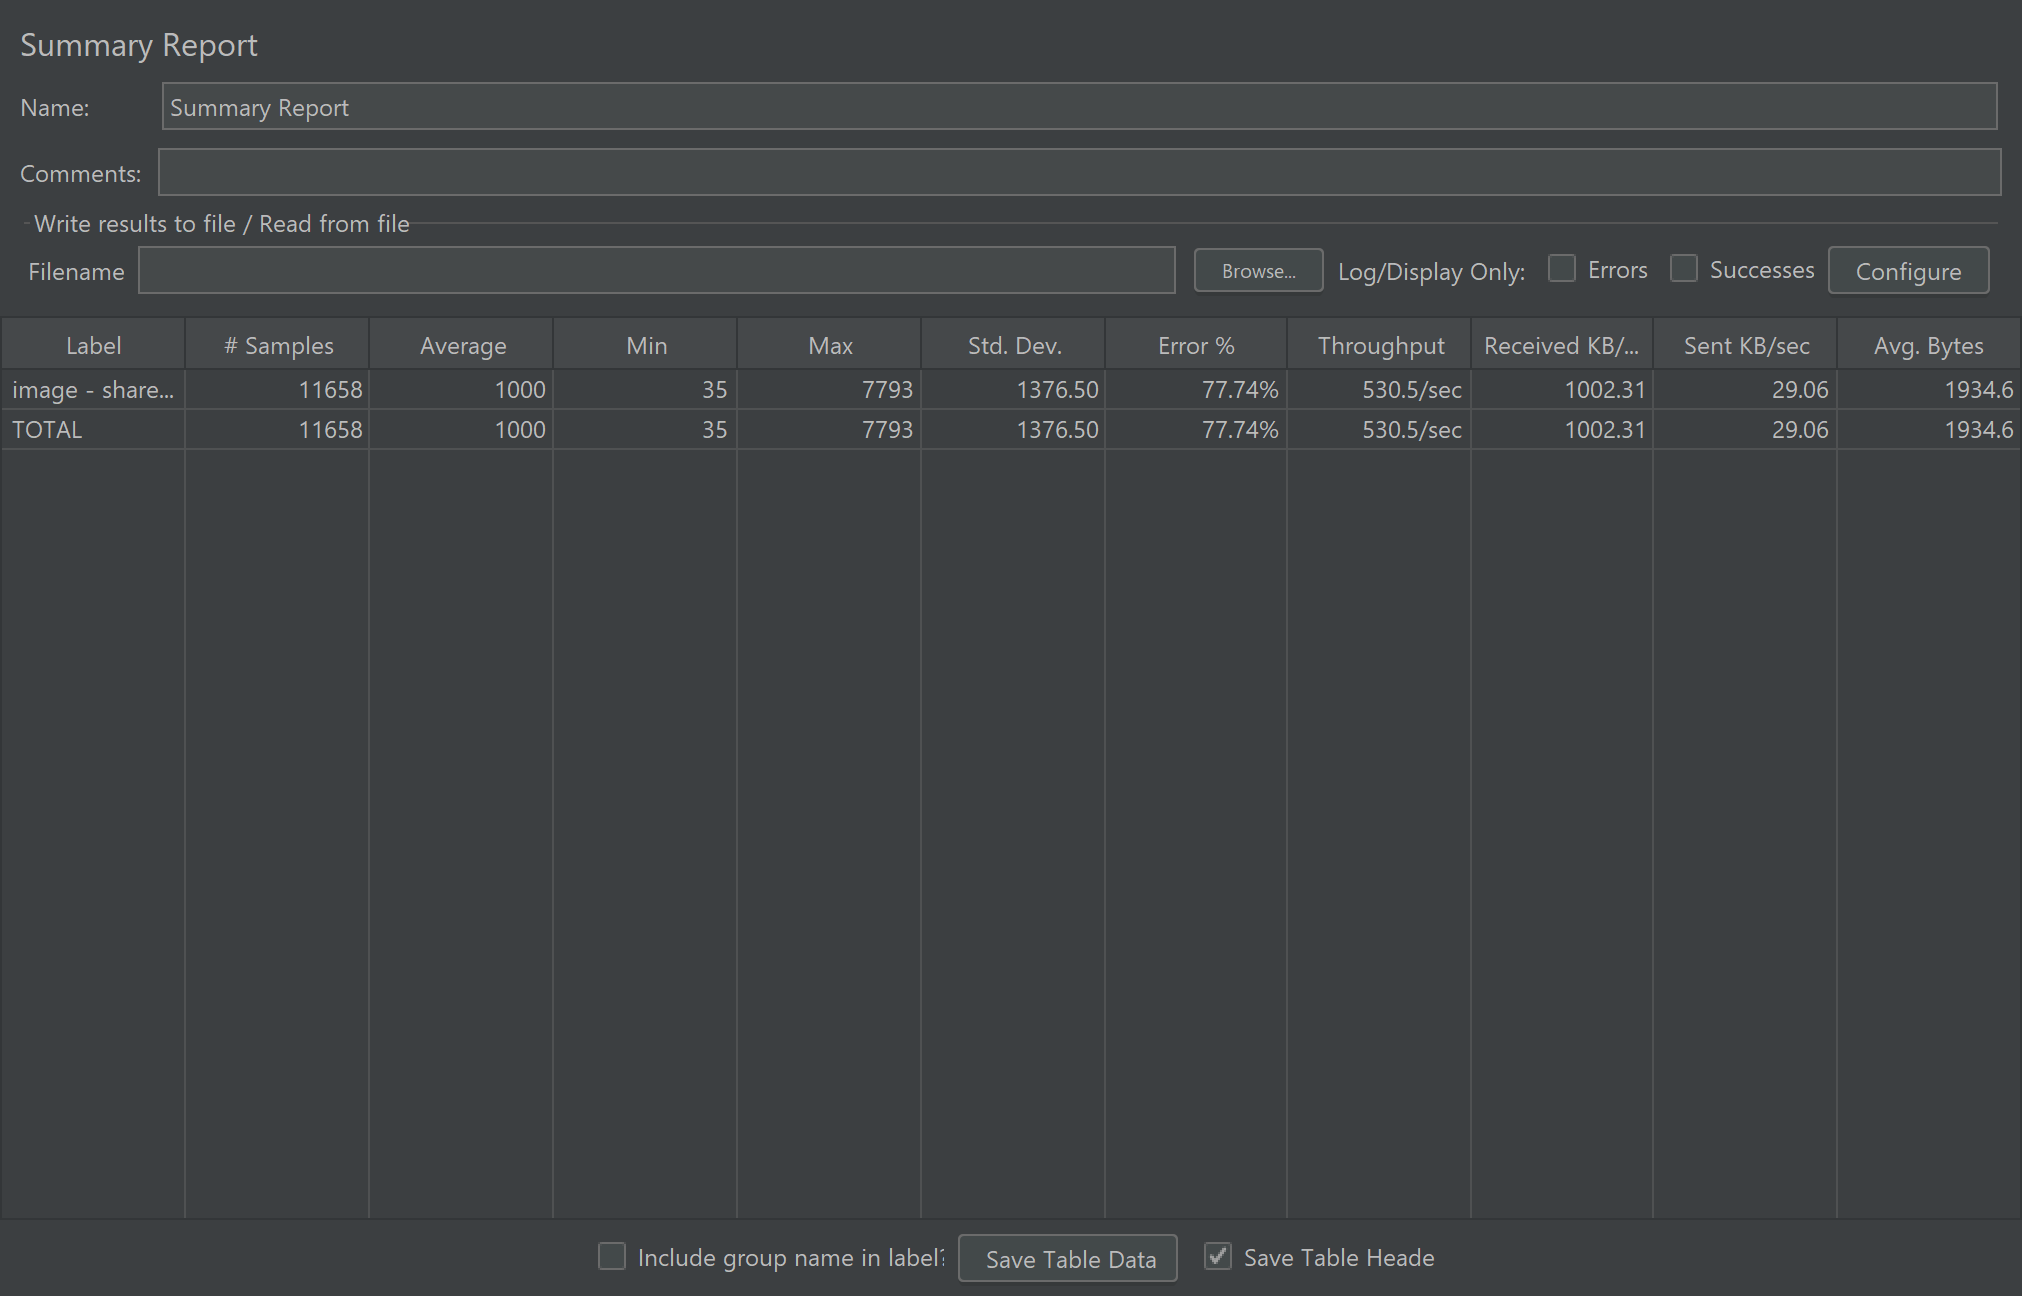 Summary Report
Name: Summary Report
Comments:
Write results to file / Read from file
Filename Browse... Log/Display Only: Errors Successes Configure
Label # Samples Average Min Max Std. Dev. Error % Throughput Received KB/... Sent KB/sec Avg. Bytes
image - share... 11658 1000 35 7793 1376.50 77.74% 530.5/sec 1002.31 29.06 1934.6
TOTAL 11658 1000 35 7793 1376.50 77.74% 530.5/sec 1002.31 29.06 1934.6
Include group name in label? Save Table Data Save Table Heade